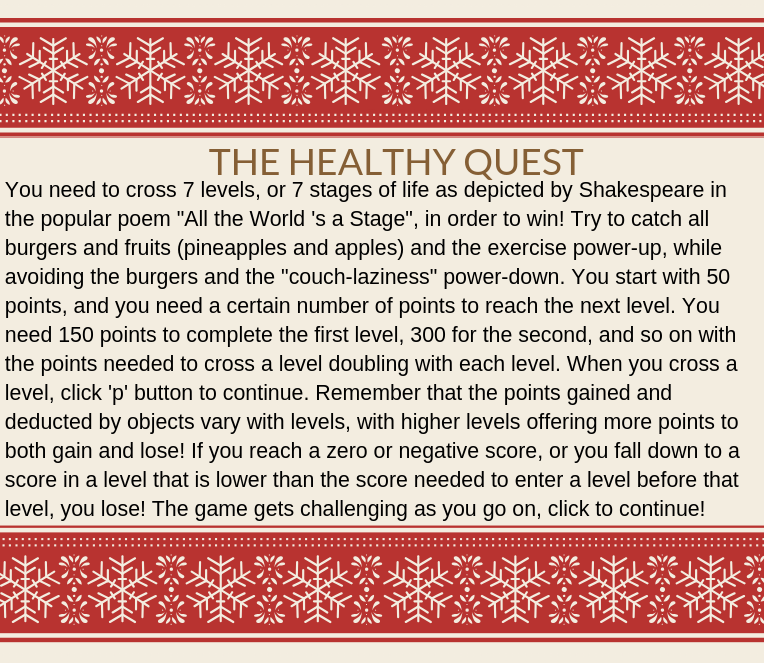 THE HEALTHY QUEST
You need to cross 7 levels, or 7 stages of life as depicted by Shakespeare in
the popular poem "All the World 's a Stage", in order to win! Try to catch all
burgers and fruits (pineapples and apples) and the exercise power-up, while
avoiding the burgers and the "couch-laziness" power-down. You start with 50
points, and you need a certain number of points to reach the next level. You
need 150 points to complete the first level, 300 for the second, and so on with
the points needed to cross a level doubling with each level. When you cross a
level, click 'p' button to continue. Remember that the points gained and
deducted by objects vary with levels, with higher levels offering more points to
both gain and lose! If you reach a zero or negative score, or you fall down to a
score in a level that is lower than the score needed to enter a level before that
level, you lose! The game gets challenging as you go on, click to continue!